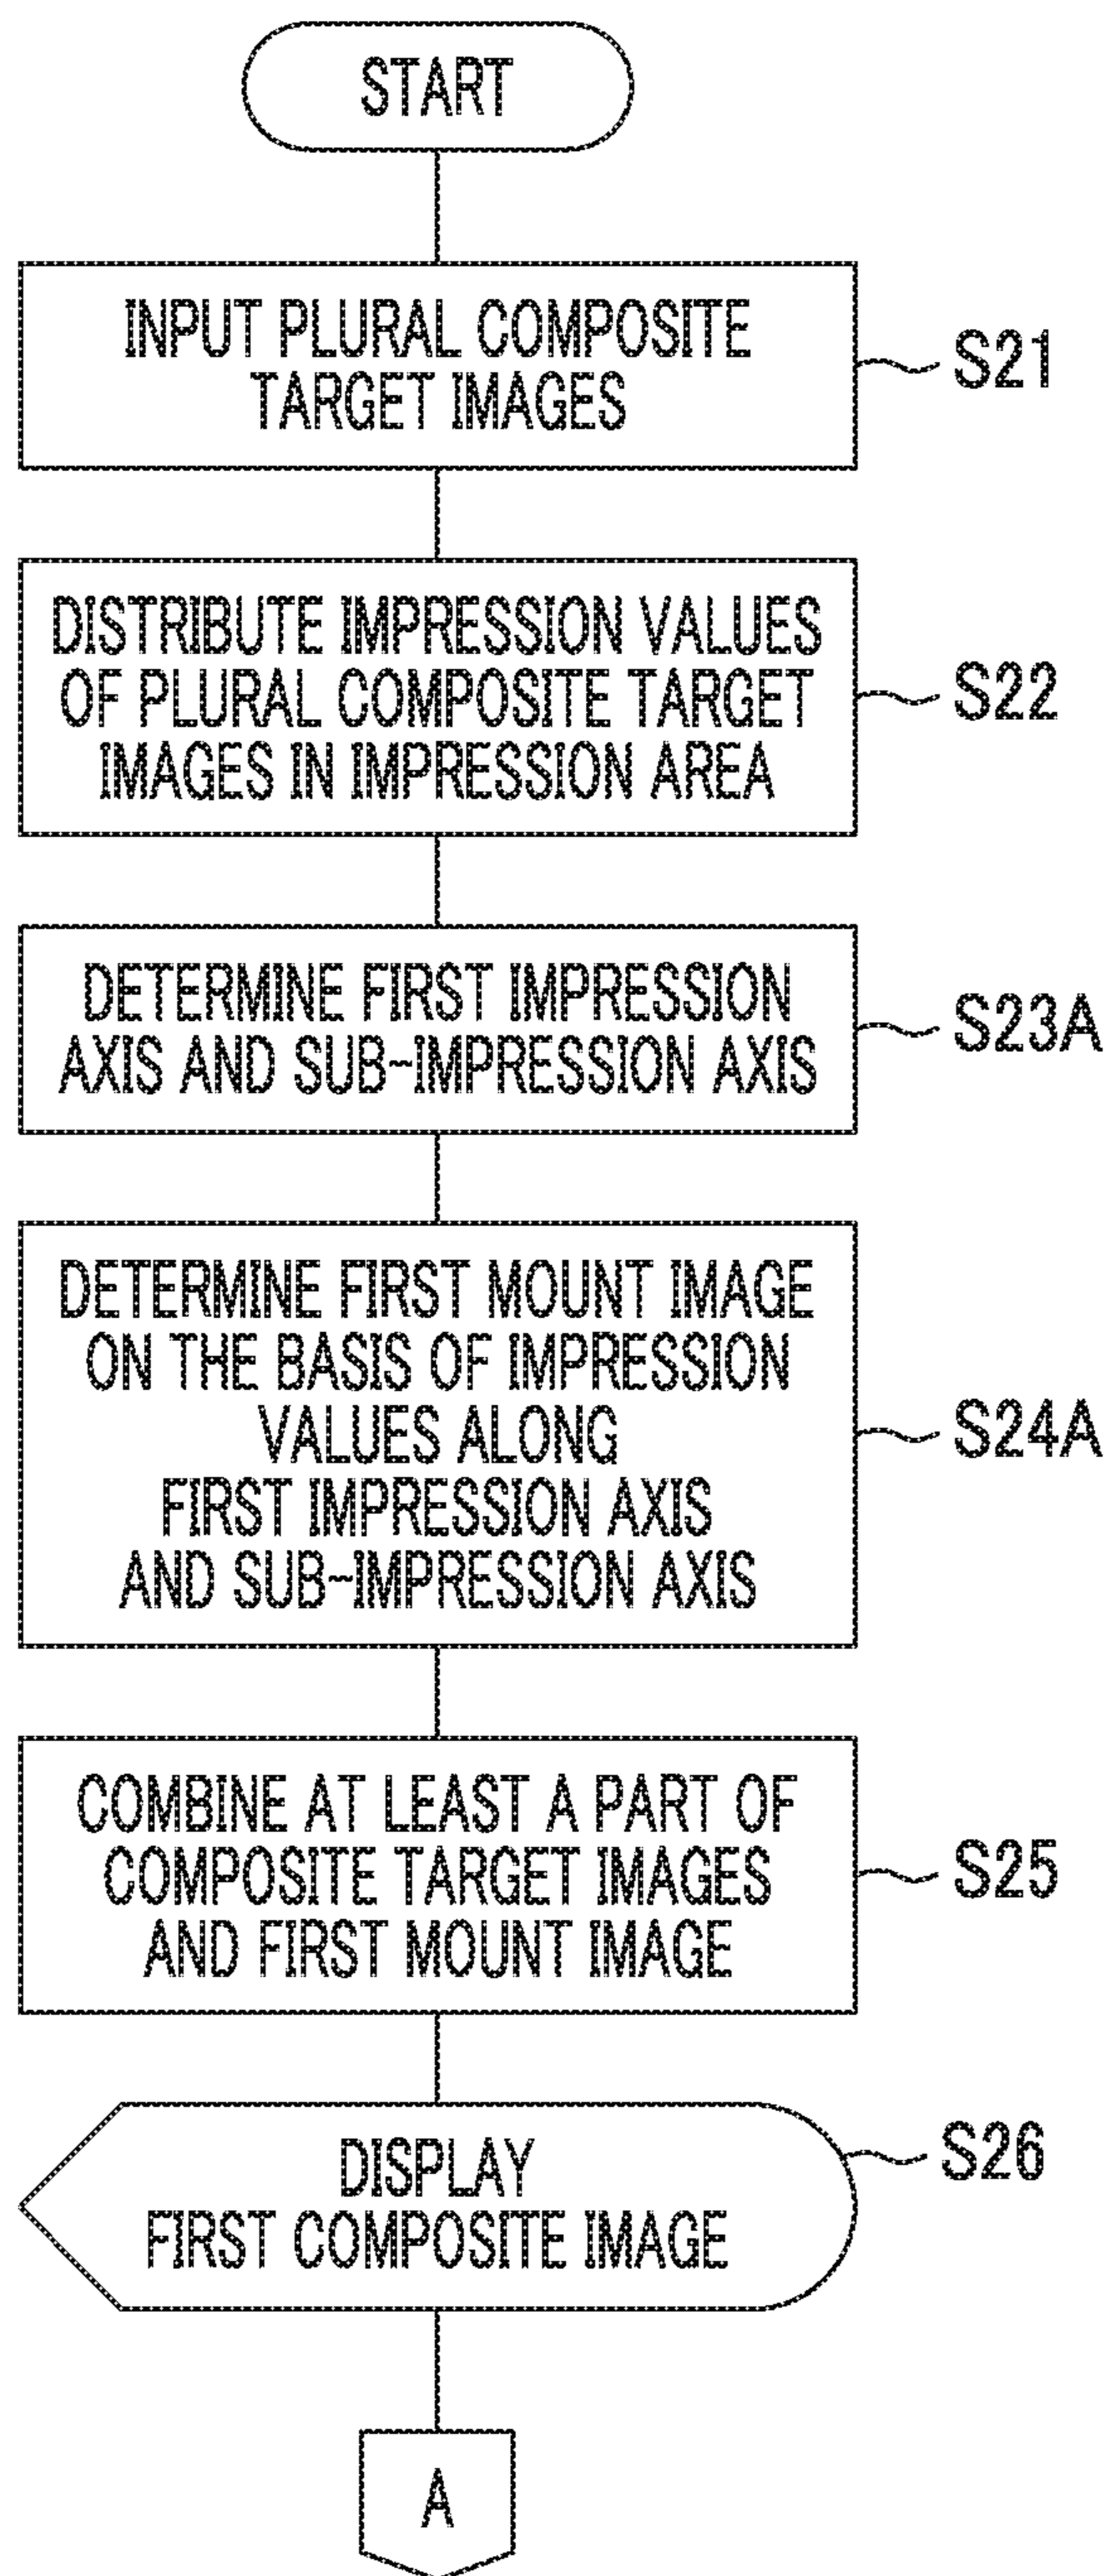 START
INPUT PLURAL COMPOSITE
TARGET IMAGES
S21
DISTRIBUTE IMPRESSION VALUES
OF PLURAL COMPOSITE TARGET
IMAGES IN IMPRESSION AREA
S22
DETERMINE FIRST IMPRESSION
AXIS AND SUB-IMPRESSION AXIS
S23A
DETERMINE FIRST MOUNT IMAGE
ON THE BASIS OF IMPRESSION
VALUES ALONG
FIRST IMPRESSION AXIS
AND SUB-IMPRESSION AXIS
S24A
COMBINE AT LEAST A PART OF
COMPOSITE TARGET IMAGES
AND FIRST MOUNT IMAGE
S25
DISPLAY
FIRST COMPOSITE IMAGE
S26
A